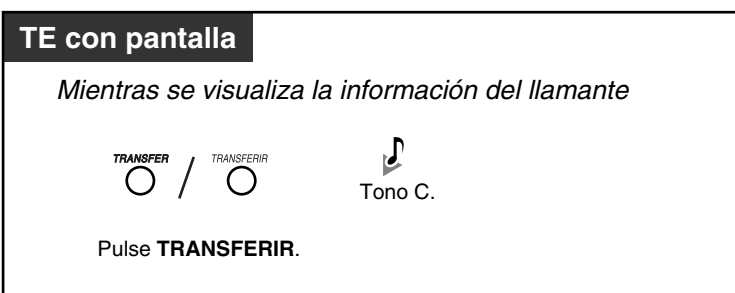 TE con pantalla
Mientras se visualiza la información del llamante
TRANSFER / TRANSFERIR
Tono C.
Pulse TRANSFERIR.